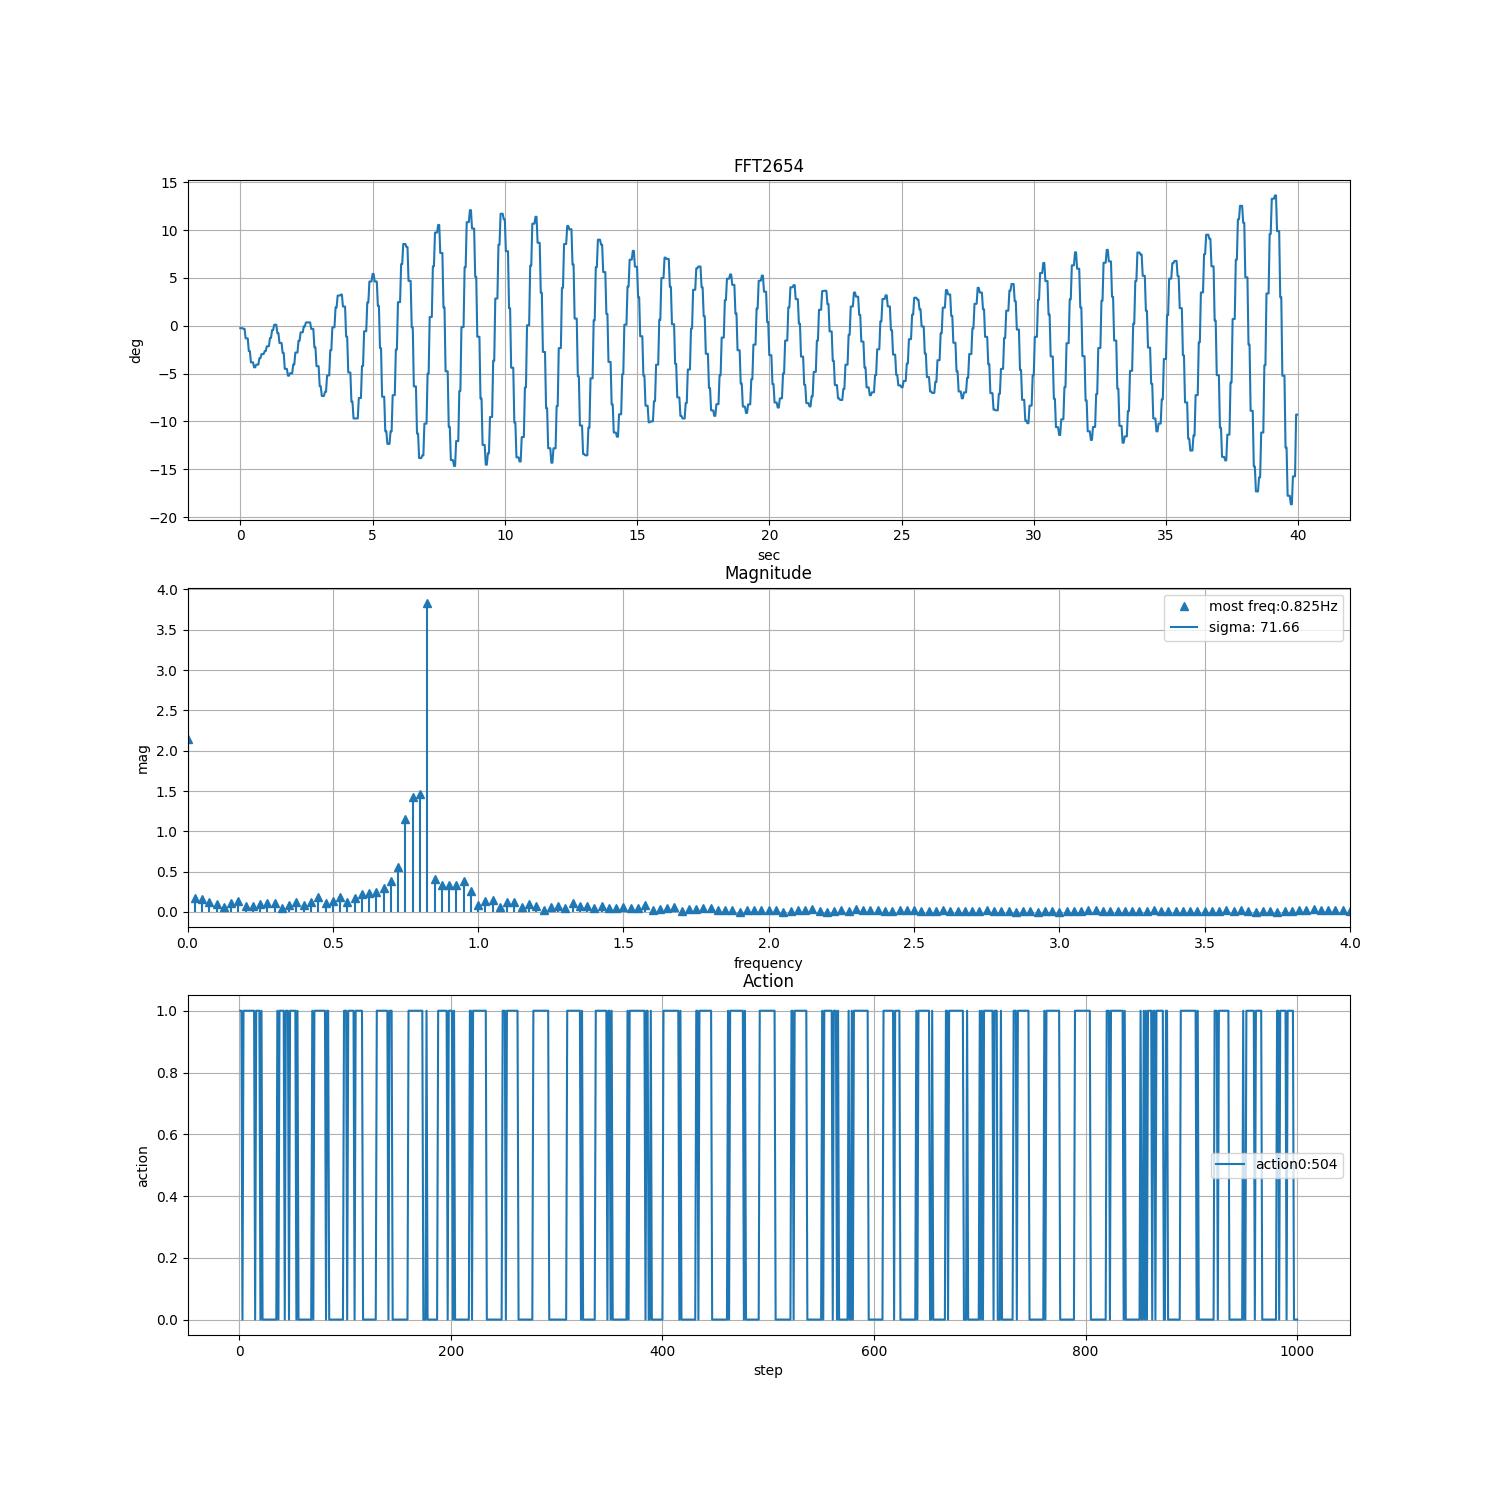 FFT2654
15
10
5
0
−5
−10
−15
−20
deg
0 5 10 15 20 25 30 35 40
sec
Magnitude
4.0
3.5
3.0
2.5
2.0
1.5
1.0
0.5
0.0
mag
most freq:0.825Hz
sigma: 71.66
0.0 0.5 1.0 1.5 2.0 2.5 3.0 3.5 4.0
frequency
Action
1.0
0.8
0.6
0.4
0.2
0.0
action
action0:504
0 200 400 600 800 1000
step